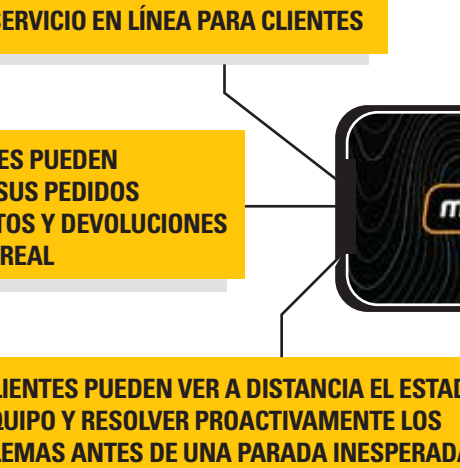 SERVICIO EN LÍNEA PARA CLIENTES
ES PUEDEN
SUS PEDIDOS
TOS Y DEVOLUCIONES
REAL
m
LIENTES PUEDEN VER A DISTANCIA EL ESTAD
QUIPO Y RESOLVER PROACTIVAMENTE LOS
LEMAS ANTES DE UNA PARADA INESPERADA